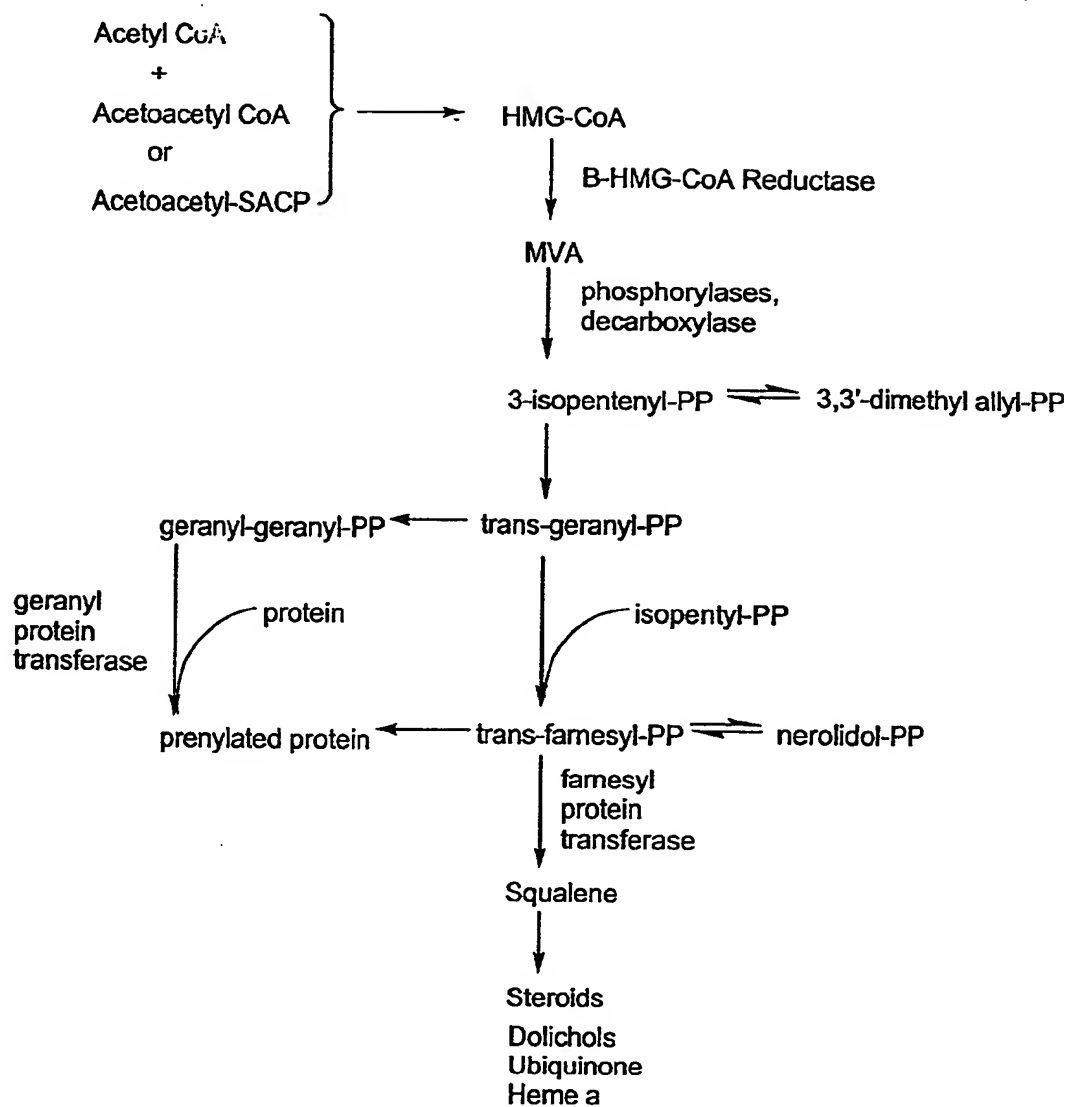 Acetyl CoA
+
Acetoacetyl CoA
or
Acetoacetyl-SACP
HMG-CoA
B-HMG-CoA Reductase
MVA
phosphorylases,
decarboxylase
3-isopentenyl-PP
3,3'-dimethyl allyl-PP
geranyl-geranyl-PP
trans-geranyl-PP
geranyl
protein
transferase
protein
isopentyl-PP
prenylated protein
trans-farnesyl-PP
nerolidol-PP
farnesyl
protein
transferase
Squalene
Steroids
Dolichols
Ubiquinone
Heme a